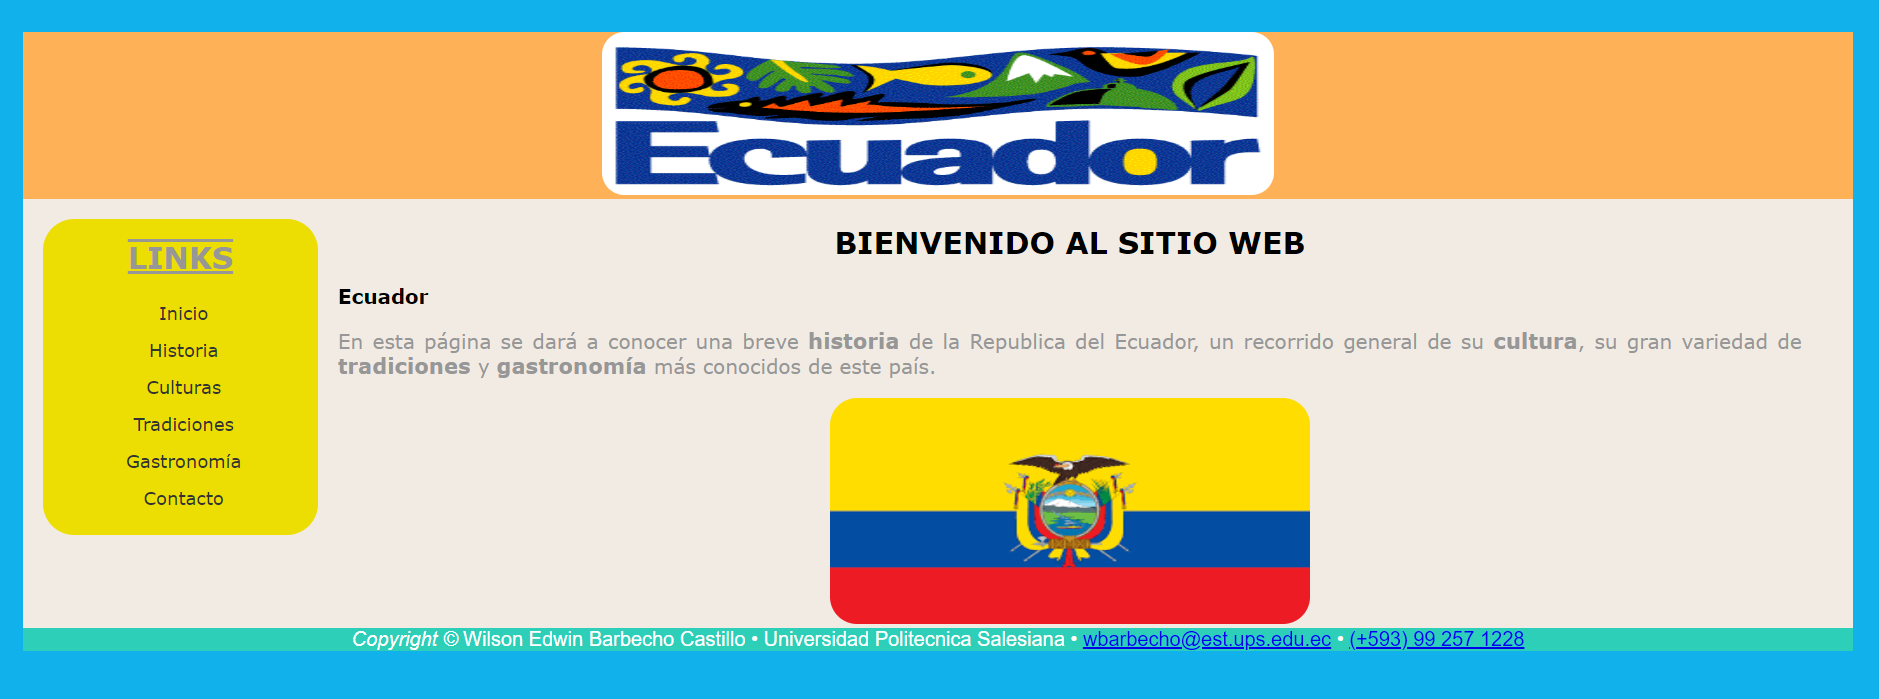 Ecuador
LINKS
Inicio
Historia
Culturas
Tradiciones
Gastronomía
Contacto
BIENVENIDO AL SITIO WEB
Ecuador
En esta página se dará a conocer una breve historia de la Republica del Ecuador, un recorrido general de su cultura, su gran variedad de
tradiciones y gastronomía más conocidos de este país.
Copyright © Wilson Edwin Barbecho Castillo • Universidad Politecnica Salesiana • wbarbecho@est.ups.edu.ec • (+593) 99 257 1228